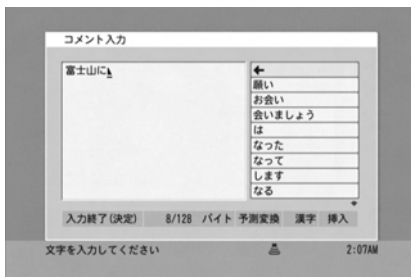 コメント入力
富士山に
←
願い
お会い
会いましょう
は
なった
なって
します
なる
入力終了(決定) 8/128 バイト 予測変換 漢字 挿入
文字を入力してください 2:07AM